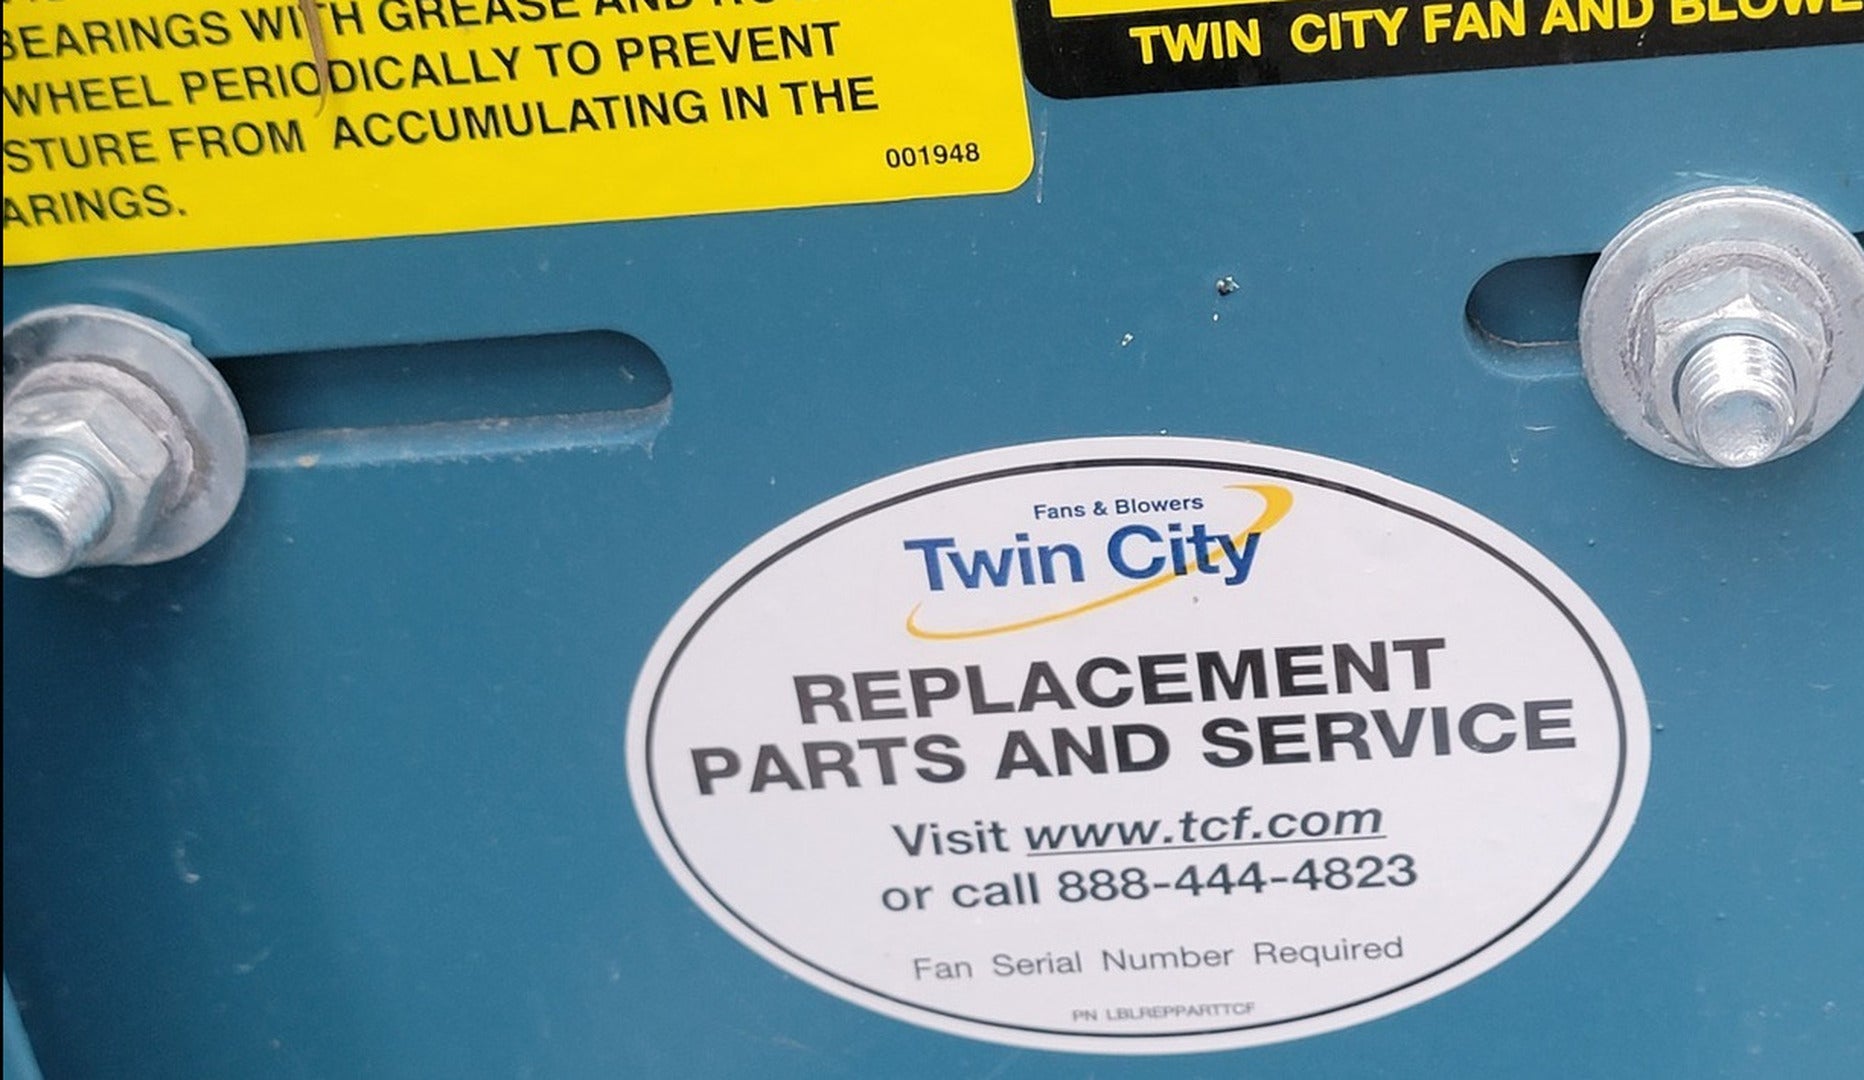 BEARINGS WITH GREASE AND
WHEEL PERIODICALLY TO PREVENT
STURE FROM ACCUMULATING IN THE
ARINGS.
001948
TWIN CITY FAN AND BLOWE
Fans & Blowers
Twin City
REPLACEMENT
PARTS AND SERVICE
Visit www.tcf.com
or call 888-444-4823
Fan Serial Number Required
PN LBLREPPARTTCF